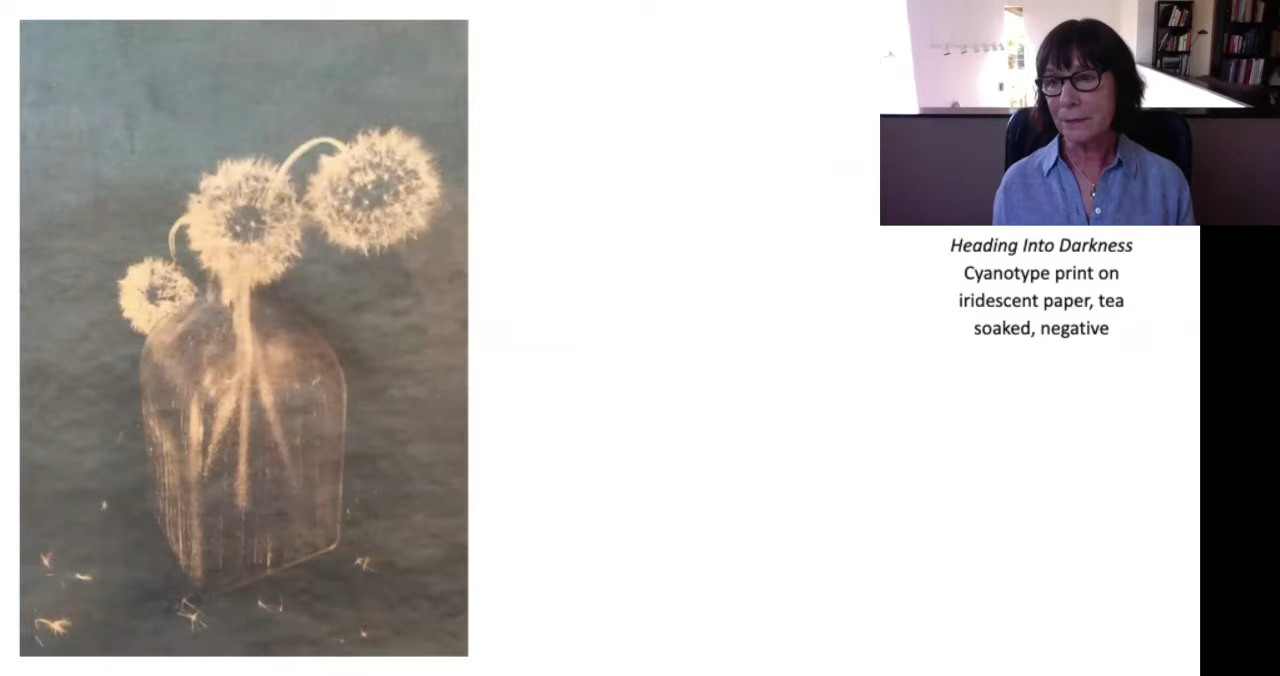 Heading Into Darkness
Cyanotype print on
iridescent paper, tea
soaked, negative